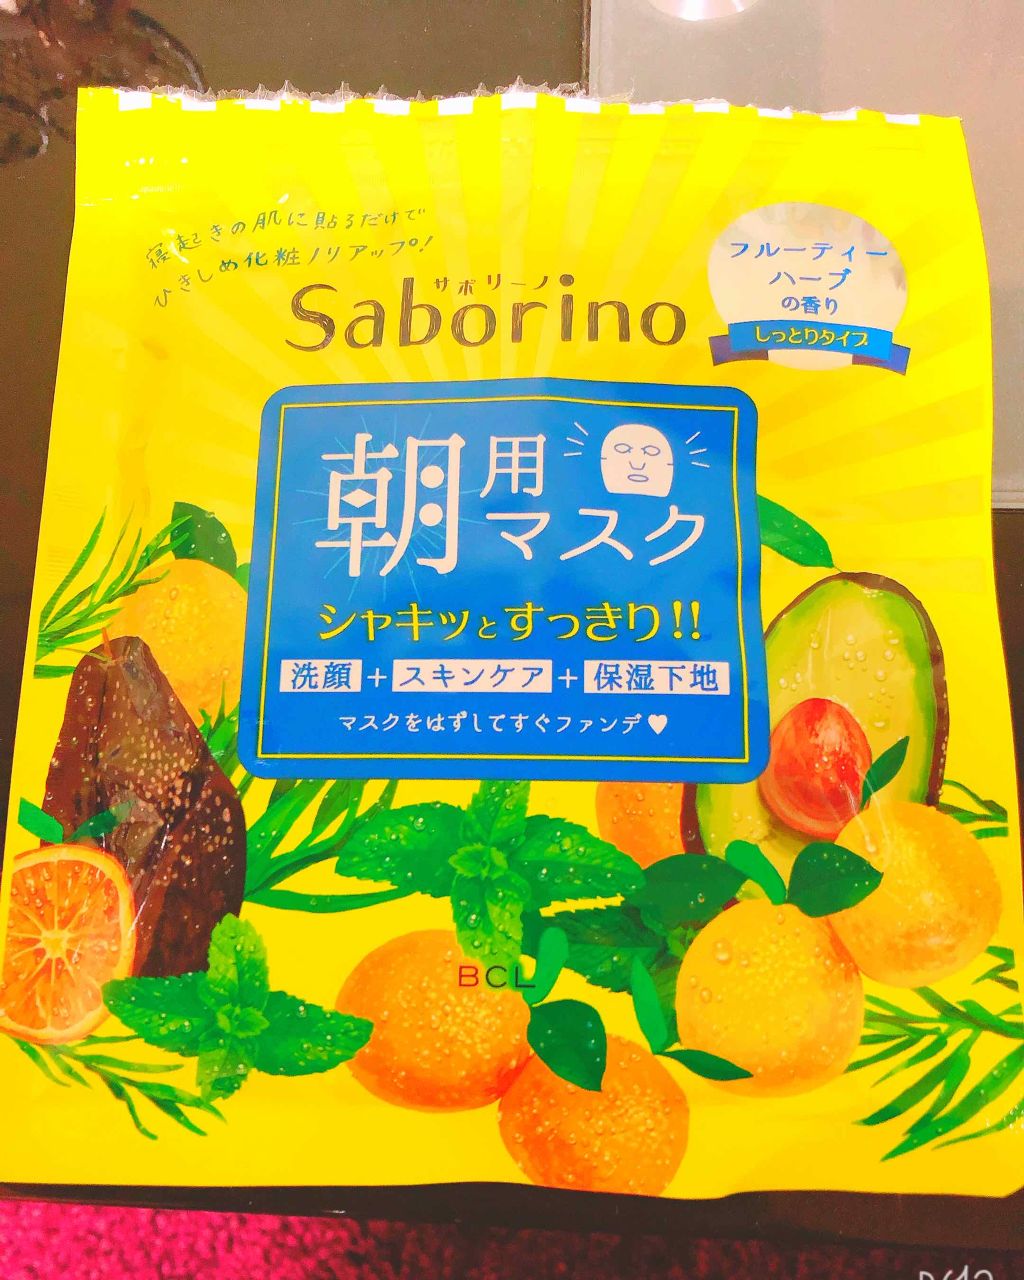 寝起きの肌に貼るだけで
ひきしめ化粧ノリアップ!
サボリーノ
Saborino
フルーティー
ハーブ
の香り
しっとりタイプ
朝用
マスク
シャキッとすっきり!!
洗顔+スキンケア+保湿下地
マスクをはずしてすぐファンデ♥
BCL